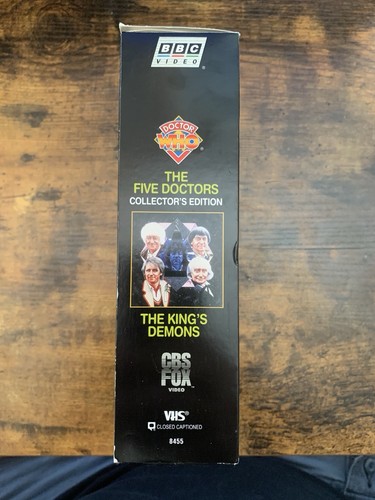 BBC
VIDEO
DOCTOR
WHO
THE
FIVE DOCTORS
COLLECTOR'S EDITION
THE KING'S
DEMONS
CBS
FOX
VIDEO
VHS
CLOSED CAPTIONED
8455